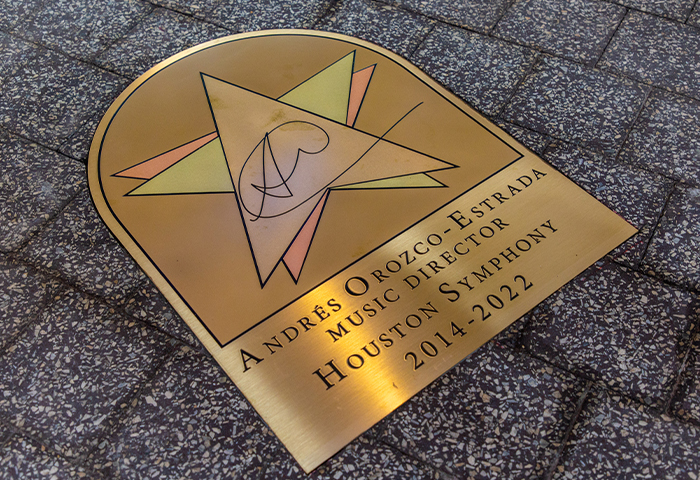 Andrés Orozco-Estrada
MUSIC DIRECTOR
Houston Symphony
2014-2022